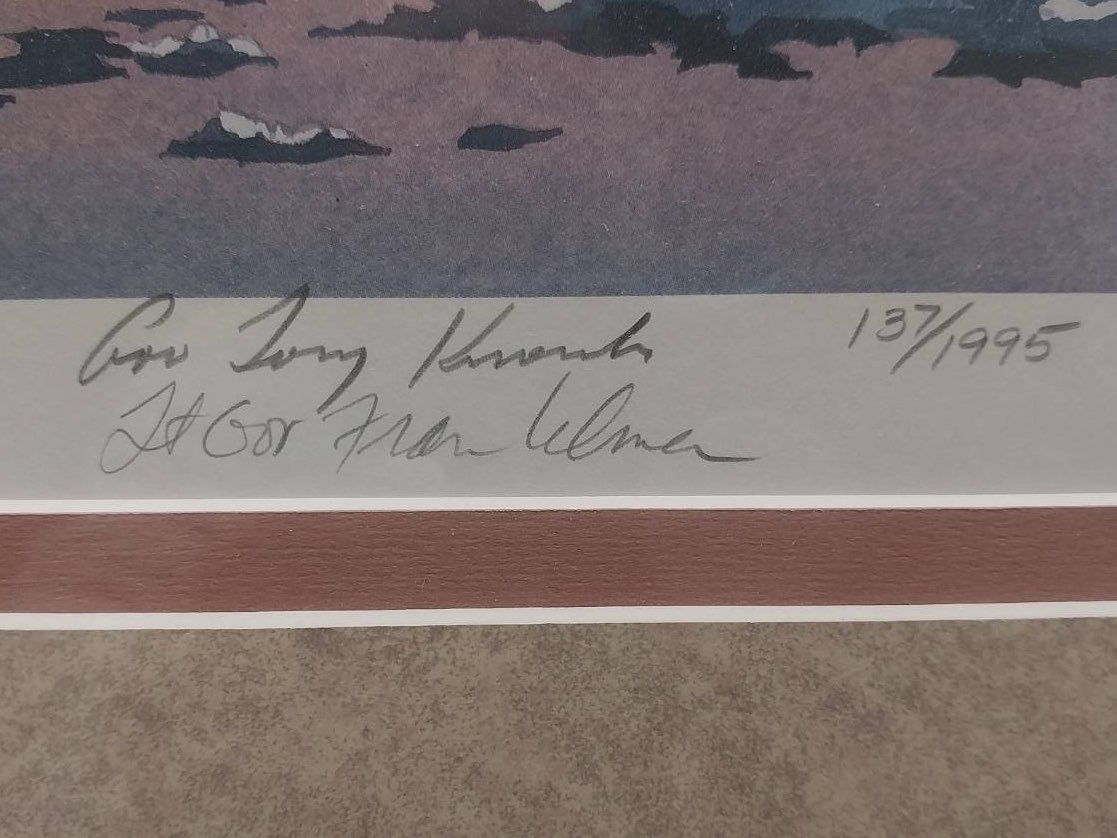 Gov Tony Knowles 137/1995
Lt Gov Fran Ulmer